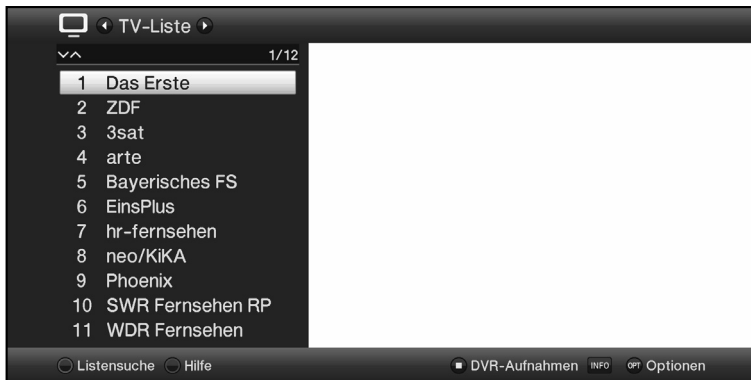 TV-Liste
1/12
1 Das Erste
2 ZDF
3 3sat
4 arte
5 Bayerisches FS
6 EinsPlus
7 hr-fernsehen
8 neo/KiKA
9 Phoenix
10 SWR Fernsehen RP
11 WDR Fernsehen
Listensuche Hilfe DVR-Aufnahmen INFO OPT Optionen